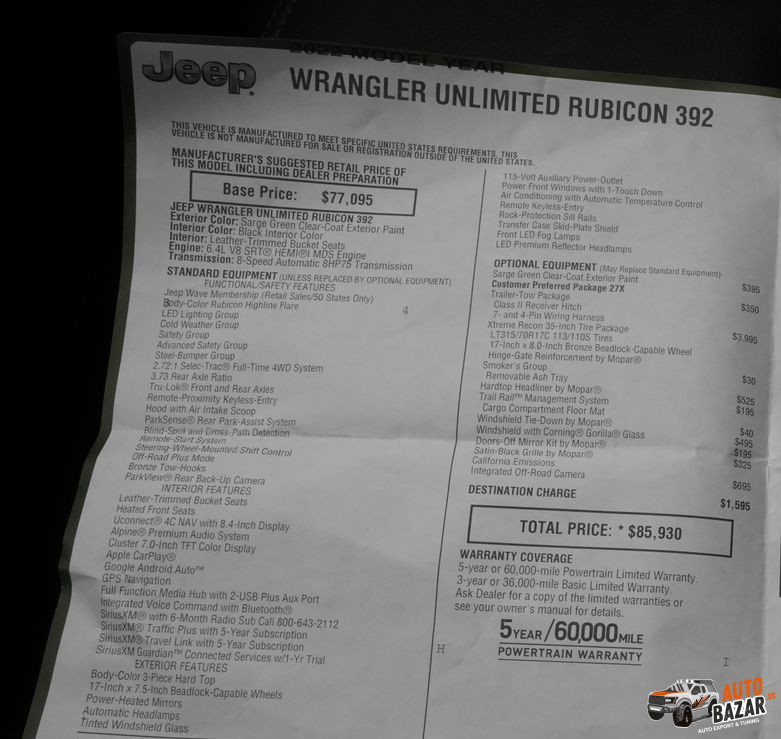 2022 MODEL YEAR
Jeep®
WRANGLER UNLIMITED RUBICON 392
THIS VEHICLE IS MANUFACTURED TO MEET SPECIFIC UNITED STATES REQUIREMENTS. THIS
VEHICLE IS NOT MANUFACTURED FOR SALE OR REGISTRATION OUTSIDE OF THE UNITED STATES.
MANUFACTURER'S SUGGESTED RETAIL PRICE OF
THIS MODEL INCLUDING DEALER PREPARATION
Base Price: $77,095
JEEP WRANGLER UNLIMITED RUBICON 392
Exterior Color: Sarge Green Clear-Coat Exterior Paint
Interior Color: Black Interior Color
Interior: Leather-Trimmed Bucket Seats
Engine: 6.4L V8 SRT® HEMI®I MDS Engine
Transmission: 8-Speed Automatic 8HP75 Transmission
STANDARD EQUIPMENT (UNLESS REPLACED BY OPTIONAL EQUIPMENT)
FUNCTIONAL/SAFETY FEATURES
Jeep Wave Membership (Retail Sales/50 States Only)
Body-Color Rubicon Highline Flare
4
LED Lighting Group
Cold Weather Group
Safety Group
Advanced Safety Group
Steel-Bumper Group
2.72:1 Selec-Trac® Full-Time 4WD System
3.73 Rear Axle Ratio
Tru-Lok® Front and Rear Axles
Remote-Proximity Keyless-Entry
Hood with Air Intake Scoop
ParkSense® Rear Park-Assist System
Blind-Spot and Cross-Path Detection
Remote-Start System
Steering-Wheel-Mounted Shift Control
Off-Road Plus Mode
Bronze Tow-Hooks
ParkView® Rear Back-Up Camera
INTERIOR FEATURES
Leather-Trimmed Bucket Seats
Heated Front Seats
Uconnect® 4C NAV with 8.4-Inch Display
Alpine® Premium Audio System
Cluster 7.0-Inch TFT Color Display
Apple CarPlay®
Google Android Auto™
GPS Navigation
Full Function Media Hub with 2-USB Plus Aux Port
Integrated Voice Command with Bluetooth®
SiriusXM® with 6-Month Radio Sub Call 800-643-2112
SiriusXM® Traffic Plus with 5-Year Subscription
SiriusXM® Travel Link with 5-Year Subscription
SiriusXM Guardian™ Connected Services w/1-Yr Trial
EXTERIOR FEATURES
Body-Color 3-Piece Hard Top
17-Inch x 7.5-Inch Beadlock-Capable Wheels
Power-Heated Mirrors
Automatic Headlamps
Tinted Windshield Glass
115-Volt Auxiliary Power-Outlet
Power Front Windows with 1-Touch Down
Air Conditioning with Automatic Temperature Control
Remote Keyless-Entry
Rock-Protection Sill Rails
Transfer Case Skid-Plate Shield
Front LED Fog Lamps
LED Premium Reflector Headlamps
OPTIONAL EQUIPMENT (May Replace Standard Equipment)
Sarge Green Clear-Coat Exterior Paint $395
Customer Preferred Package 27X
Trailer-Tow Package $350
Class II Receiver Hitch
7- and 4-Pin Wiring Harness
Xtreme Recon 35-Inch Tire Package $3,995
LT315/70R17C 113/110S Tires
17-Inch x 8.0-Inch Bronze Beadlock-Capable Wheel
Hinge-Gate Reinforcement by Mopar®
Smoker's Group $30
Removable Ash Tray
Hardtop Headliner by Mopar® $525
Trail Rail™ Management System $195
Cargo Compartment Floor Mat
Windshield Tie-Down by Mopar® $40
Windshield with Corning® Gorilla® Glass $495
Doors-Off Mirror Kit by Mopar® $195
Satin-Black Grille by Mopar® $325
California Emissions
Integrated Off-Road Camera $695
DESTINATION CHARGE $1,595
TOTAL PRICE: * $85,930
WARRANTY COVERAGE
5-year or 60,000-mile Powertrain Limited Warranty.
3-year or 36,000-mile Basic Limited Warranty.
Ask Dealer for a copy of the limited warranties or
see your owner's manual for details.
5YEAR/60,000MILE
POWERTRAIN WARRANTY
H
I
AUTO
BAZAR.AE
AUTO EXPORT & TUNING